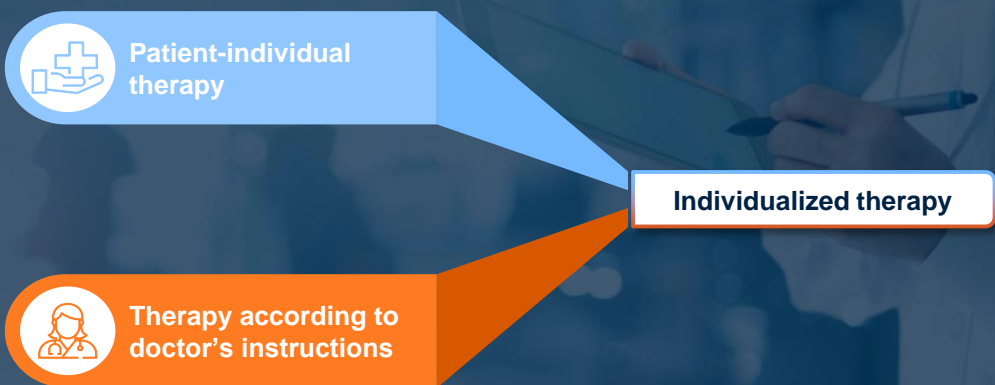 Patient-individual
therapy
Individualized therapy
Therapy according to
doctor's instructions